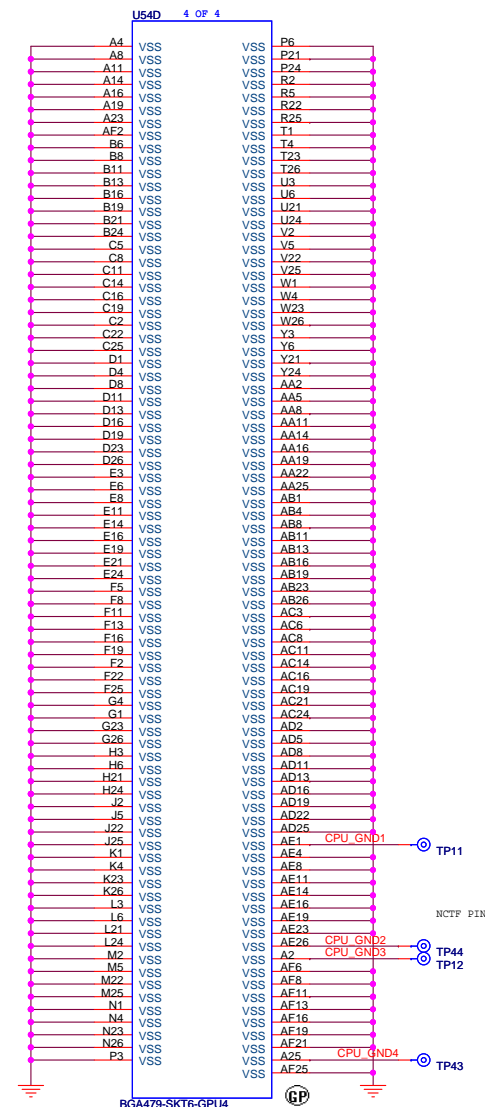 U54D 4 OF 4
A4 VSS VSS P6
A8 VSS VSS P21
A11 VSS VSS P24
A14 VSS VSS R2
A16 VSS VSS R5
A19 VSS VSS R22
A23 VSS VSS R25
AF2 VSS VSS T1
B6 VSS VSS T4
B8 VSS VSS T23
B11 VSS VSS T26
B13 VSS VSS U3
B16 VSS VSS U6
B19 VSS VSS U21
B21 VSS VSS U24
B24 VSS VSS V2
C5 VSS VSS V5
C8 VSS VSS V22
C11 VSS VSS V25
C14 VSS VSS W1
C16 VSS VSS W4
C19 VSS VSS W23
C2 VSS VSS W26
C22 VSS VSS Y3
C25 VSS VSS Y6
D1 VSS VSS Y21
D4 VSS VSS Y24
D8 VSS VSS AA2
D11 VSS VSS AA5
D13 VSS VSS AA8
D16 VSS VSS AA11
D19 VSS VSS AA14
D23 VSS VSS AA16
D26 VSS VSS AA19
E3 VSS VSS AA22
E6 VSS VSS AA25
E8 VSS VSS AB1
E11 VSS VSS AB4
E14 VSS VSS AB8
E16 VSS VSS AB11
E19 VSS VSS AB13
E21 VSS VSS AB16
E24 VSS VSS AB19
F5 VSS VSS AB23
F8 VSS VSS AB26
F11 VSS VSS AC3
F13 VSS VSS AC6
F16 VSS VSS AC8
F19 VSS VSS AC11
F2 VSS VSS AC14
F22 VSS VSS AC16
F25 VSS VSS AC19
G4 VSS VSS AC21
G1 VSS VSS AC24
G23 VSS VSS AD2
G26 VSS VSS AD5
H3 VSS VSS AD8
H6 VSS VSS AD11
H21 VSS VSS AD13
H24 VSS VSS AD16
J2 VSS VSS AD19
J5 VSS VSS AD22
J22 VSS VSS AD25
J25 VSS VSS AE1 CPU_GND1 TP11
K1 VSS VSS AE4
K4 VSS VSS AE8
K23 VSS VSS AE11
K26 VSS VSS AE14
L3 VSS VSS AE16
L6 VSS VSS AE19 NCTF PIN
L21 VSS VSS AE23
L24 VSS VSS AE26 CPU_GND2 TP44
M2 VSS VSS A2 CPU_GND3 TP12
M5 VSS VSS AF6
M22 VSS VSS AF8
M25 VSS VSS AF11
N1 VSS VSS AF13
N4 VSS VSS AF16
N23 VSS VSS AF19
N26 VSS VSS AF21
P3 VSS VSS A25 CPU_GND4 TP43
VSS AF25
BGA479-SKT6-GPU4 GP